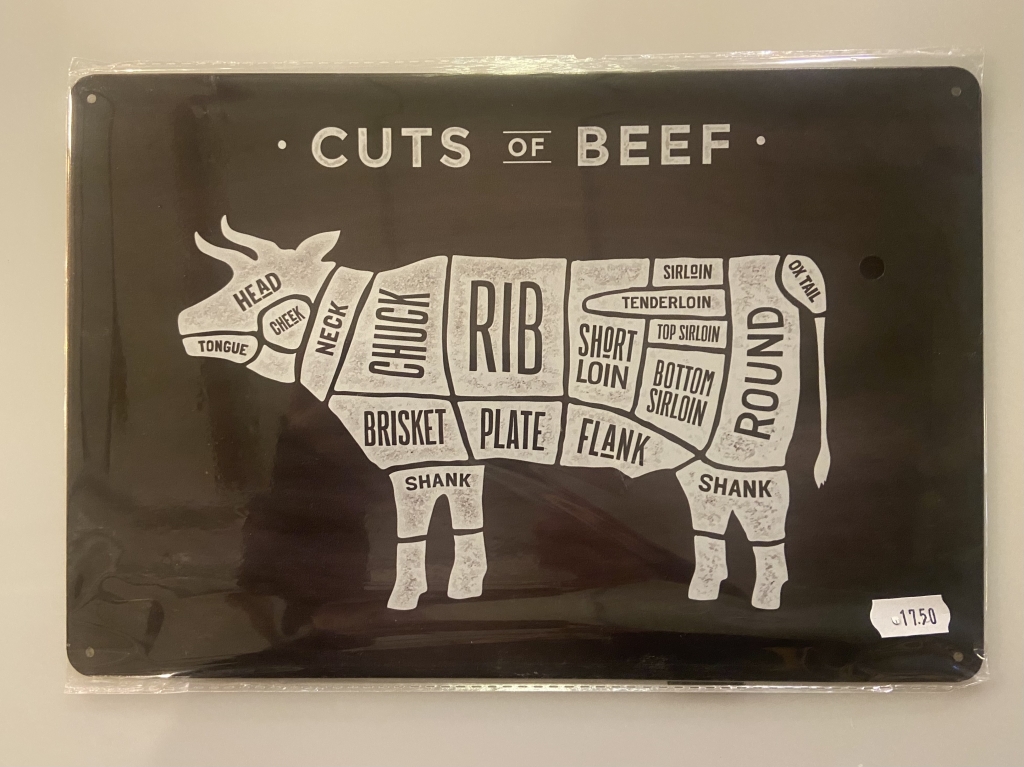 · CUTS OF BEEF ·
HEAD
CHEEK
TONGUE
NECK
CHUCK
RIB
SHORT
LOIN
SIRLOIN
TENDERLOIN
TOP SIRLOIN
BOTTOM
SIRLOIN
ROUND
OX TAIL
BRISKET
PLATE
FLANK
SHANK
SHANK
17.50